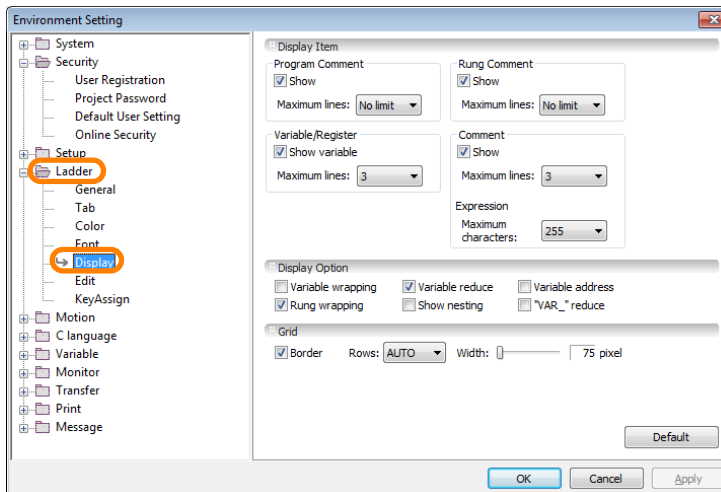 Environment Setting
System
Security
User Registration
Project Password
Default User Setting
Online Security
Setup
Ladder
General
Tab
Color
Font
Display
Edit
KeyAssign
Motion
C language
Variable
Monitor
Transfer
Print
Message
Display Item
Program Comment
Show
Maximum lines: No limit
Rung Comment
Show
Maximum lines: No limit
Variable/Register
Show variable
Maximum lines: 3
Comment
Show
Maximum lines: 3
Expression
Maximum
characters: 255
Display Option
Variable wrapping Variable reduce Variable address
Rung wrapping Show nesting "VAR_" reduce
Grid
Border Rows: AUTO Width: 75 pixel
Default
OK Cancel Apply